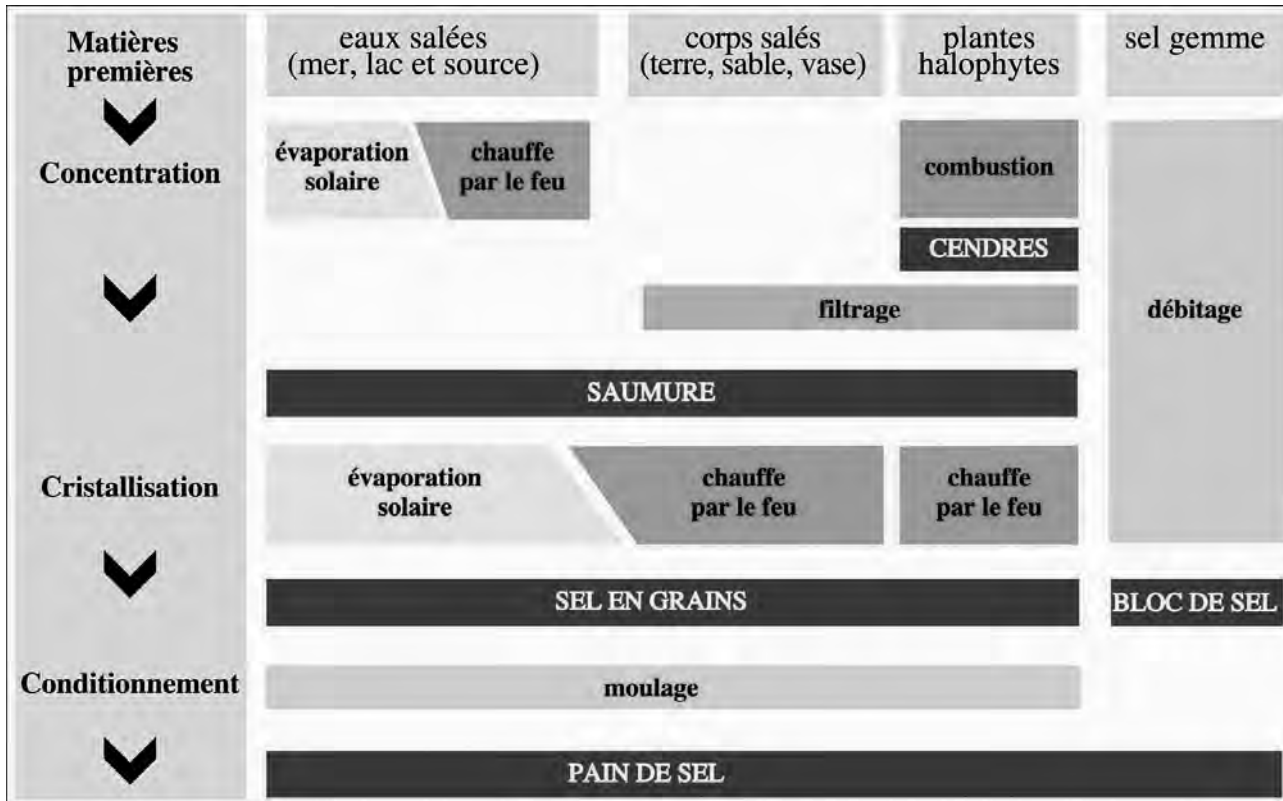 Matières
premières
eaux salées
(mer, lac et source)
corps salés
(terre, sable, vase)
plantes
halophytes
sel gemme
Concentration
évaporation
solaire
chauffe
par le feu
combustion
CENDRES
filtrage
débitage
SAUMURE
Cristallisation
évaporation
solaire
chauffe
par le feu
chauffe
par le feu
SEL EN GRAINS
BLOC DE SEL
Conditionnement
moulage
PAIN DE SEL